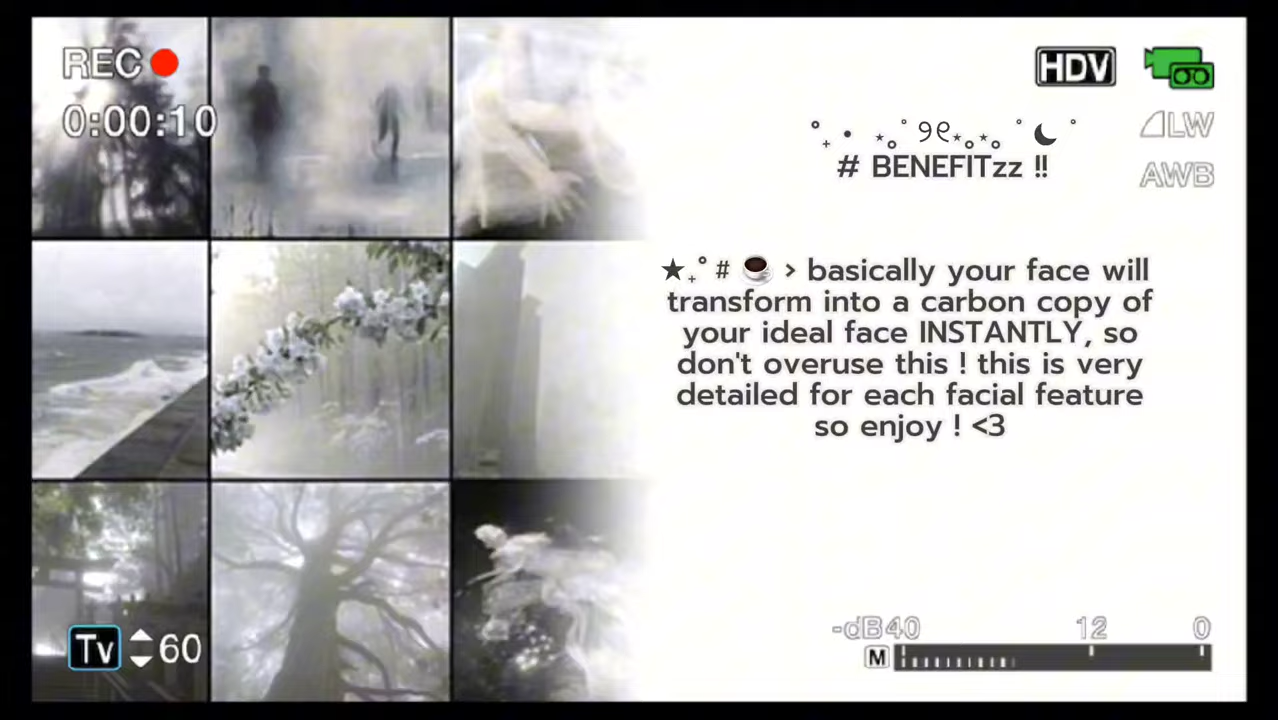 REC
0:00:10
HDV
LW
AWB
°₊ • ⋆｡˚ ୨୧⋆｡⋆｡ ˚ ⏾ ˚
# BENEFITzz !!
★₊˚ # ☕ › basically your face will
transform into a carbon copy of
your ideal face INSTANTLY, so
don't overuse this ! this is very
detailed for each facial feature
so enjoy ! <3
Tv 60
-dB40 12 0
M